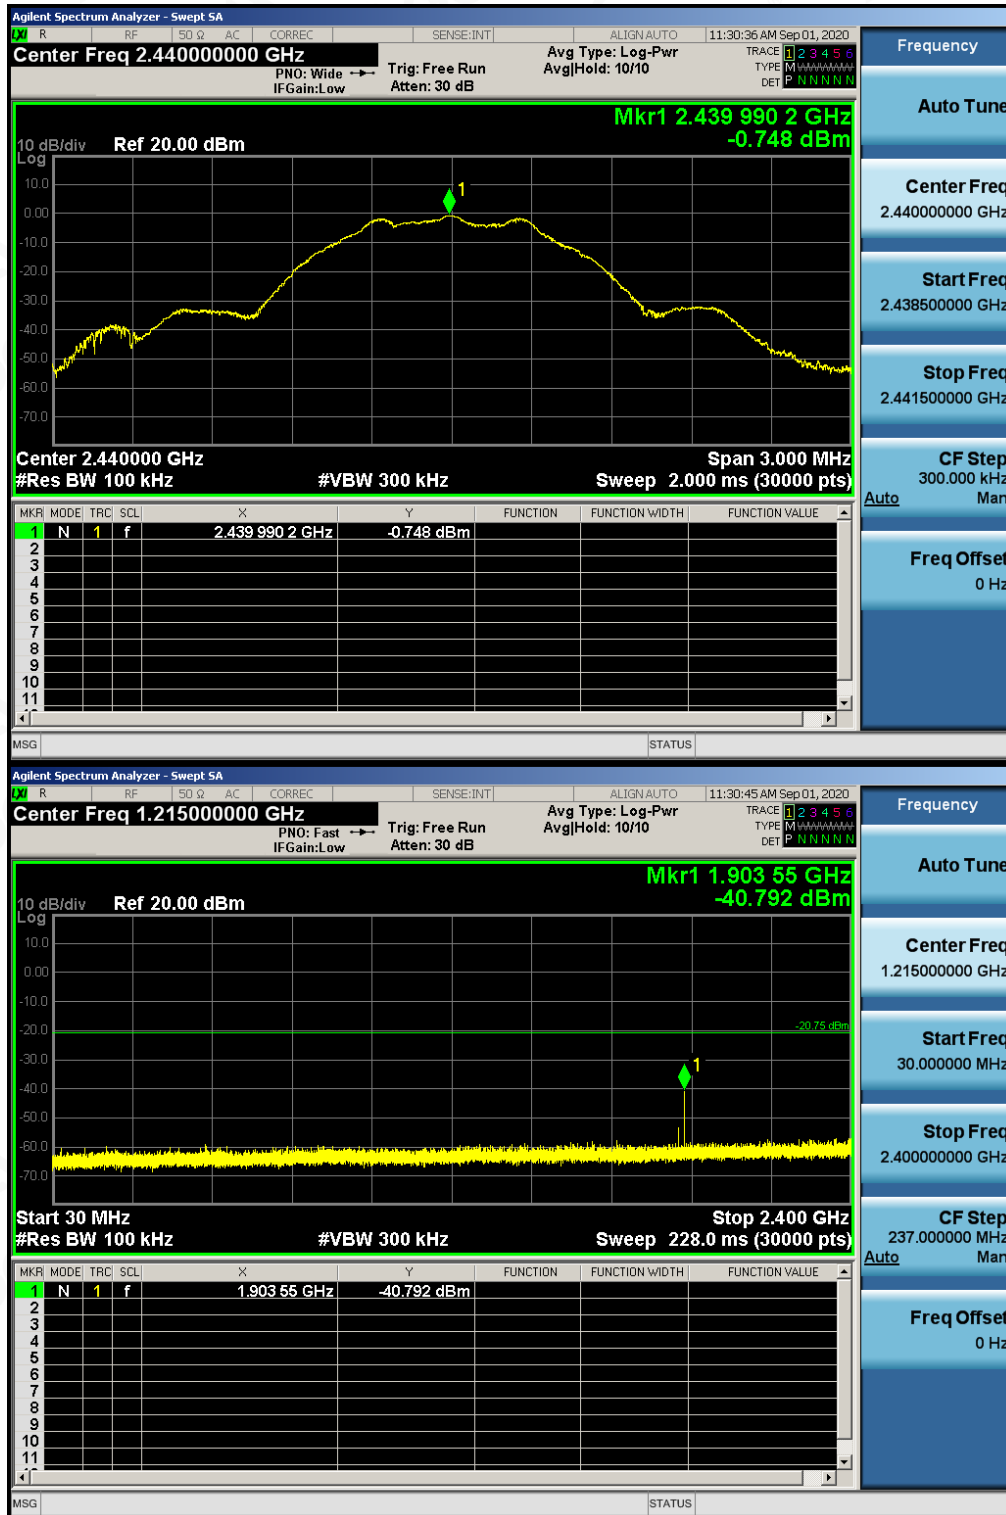 Agilent Spectrum Analyzer - Swept SA
LXI R RF 50 Ω AC CORREC SENSE:INT ALIGN AUTO 11:30:36 AM Sep 01, 2020
Center Freq 2.440000000 GHz
PNO: Wide
IFGain:Low
Trig: Free Run
Atten: 30 dB
Avg Type: Log-Pwr
Avg|Hold: 10/10
TRACE 1 2 3 4 5 6
TYPE M WWWWW
DET P N N N N N
Mkr1 2.439 990 2 GHz
-0.748 dBm
10 dB/div Ref 20.00 dBm
Log
10.0
0.00
-10.0
-20.0
-30.0
-40.0
-50.0
-60.0
-70.0
1
Center 2.440000 GHz Span 3.000 MHz
#Res BW 100 kHz #VBW 300 kHz Sweep 2.000 ms (30000 pts)
MKR MODE TRC SCL X Y FUNCTION FUNCTION WIDTH FUNCTION VALUE
1 N 1 f 2.439 990 2 GHz -0.748 dBm
2
3
4
5
6
7
8
9
10
11
MSG STATUS
Frequency
Auto Tune
Center Freq
2.440000000 GHz
Start Freq
2.438500000 GHz
Stop Freq
2.441500000 GHz
CF Step
300.000 kHz
Auto Man
Freq Offset
0 Hz
Agilent Spectrum Analyzer - Swept SA
LXI R RF 50 Ω AC CORREC SENSE:INT ALIGN AUTO 11:30:45 AM Sep 01, 2020
Center Freq 1.215000000 GHz
PNO: Fast
IFGain:Low
Trig: Free Run
Atten: 30 dB
Avg Type: Log-Pwr
Avg|Hold: 10/10
TRACE 1 2 3 4 5 6
TYPE M WWWWW
DET P N N N N N
Mkr1 1.903 55 GHz
-40.792 dBm
10 dB/div Ref 20.00 dBm
Log
10.0
0.00
-10.0
-20.0
-30.0
-40.0
-50.0
-60.0
-70.0
-20.75 dBm
1
Start 30 MHz Stop 2.400 GHz
#Res BW 100 kHz #VBW 300 kHz Sweep 228.0 ms (30000 pts)
MKR MODE TRC SCL X Y FUNCTION FUNCTION WIDTH FUNCTION VALUE
1 N 1 f 1.903 55 GHz -40.792 dBm
2
3
4
5
6
7
8
9
10
11
MSG STATUS
Frequency
Auto Tune
Center Freq
1.215000000 GHz
Start Freq
30.000000 MHz
Stop Freq
2.400000000 GHz
CF Step
237.000000 MHz
Auto Man
Freq Offset
0 Hz